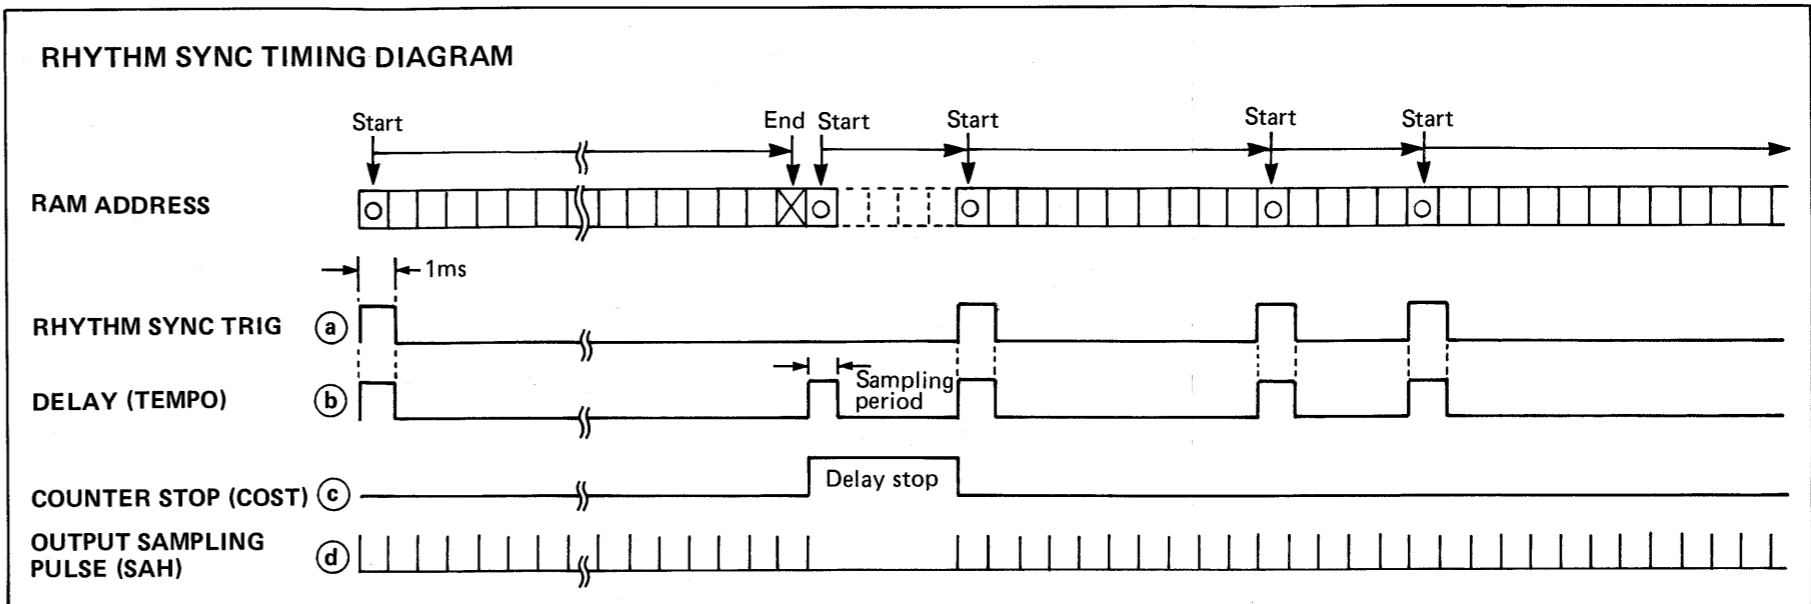 RHYTHM SYNC TIMING DIAGRAM
Start End Start Start Start Start
RAM ADDRESS
1ms
RHYTHM SYNC TRIG a
Sampling
period
DELAY (TEMPO) b
Delay stop
COUNTER STOP (COST) c
OUTPUT SAMPLING
PULSE (SAH) d